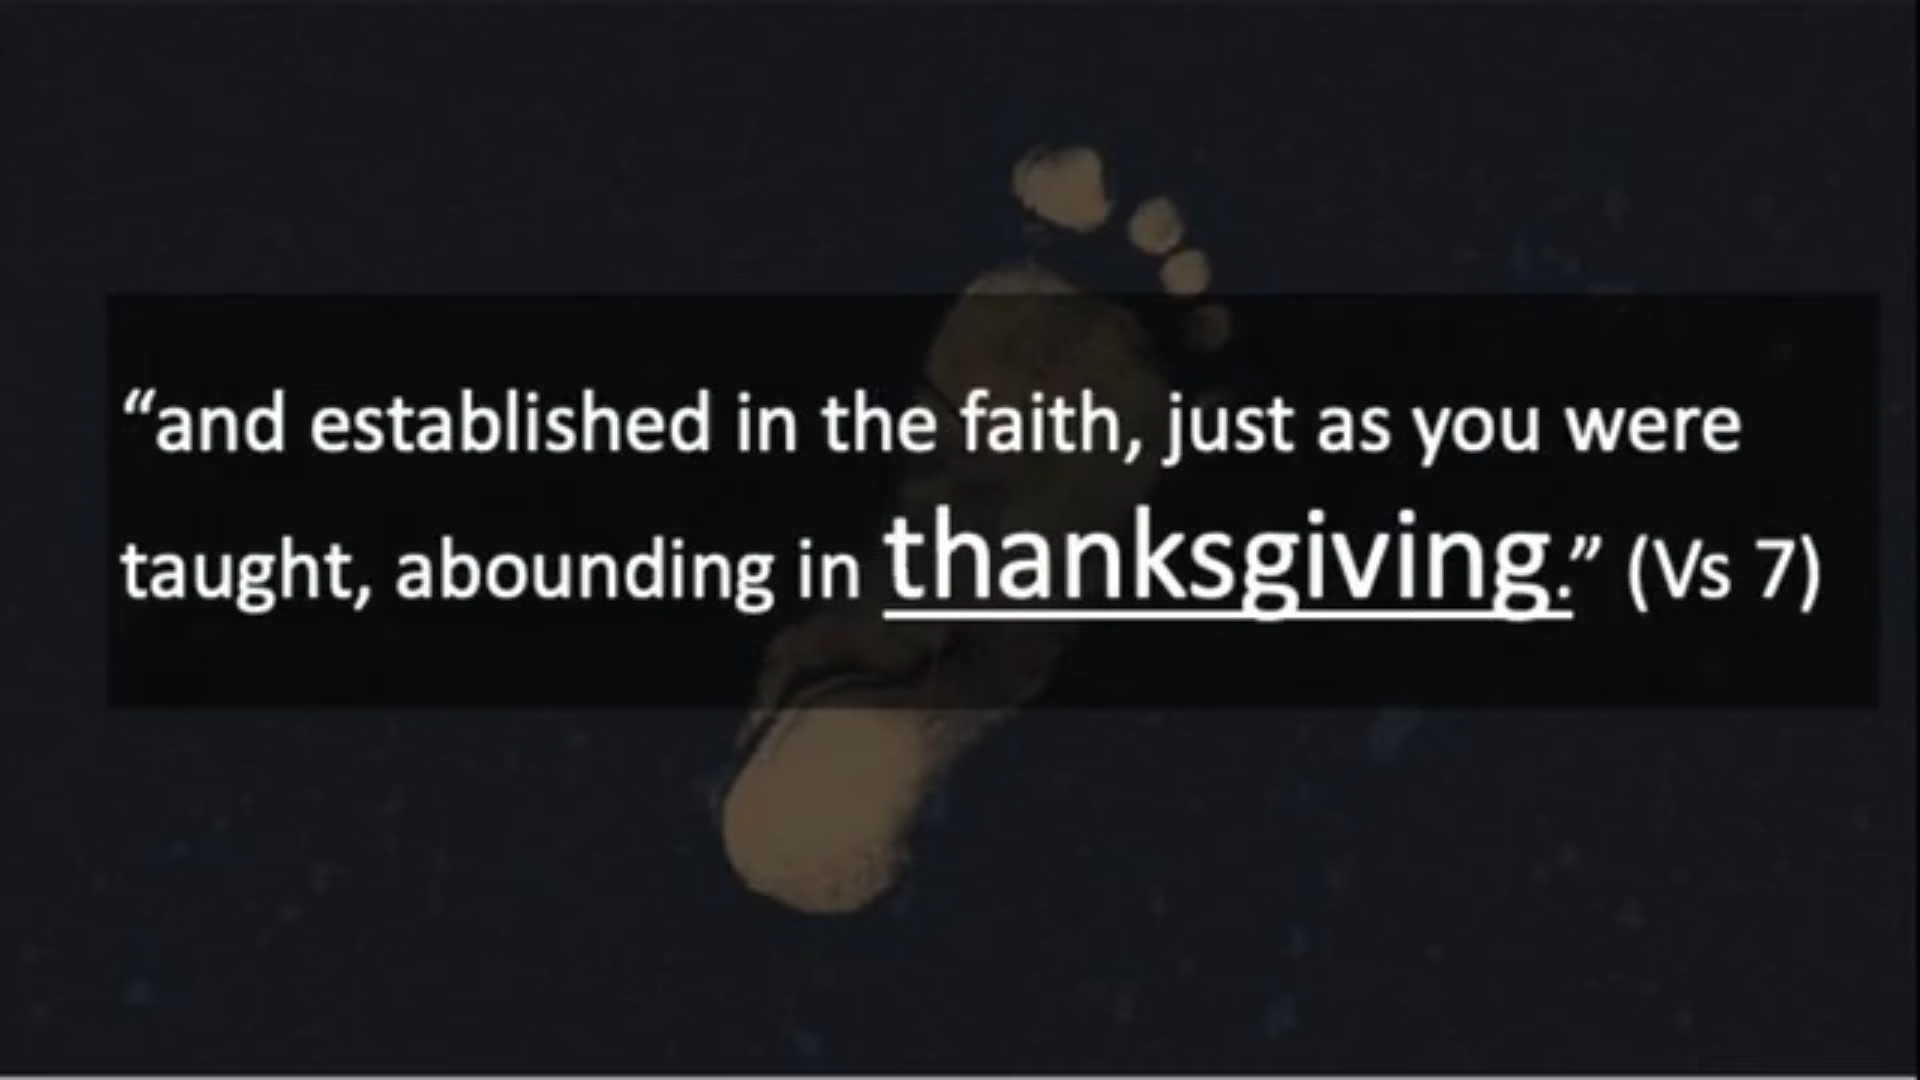 “and established in the faith, just as you were
taught, abounding in thanksgiving.” (Vs 7)